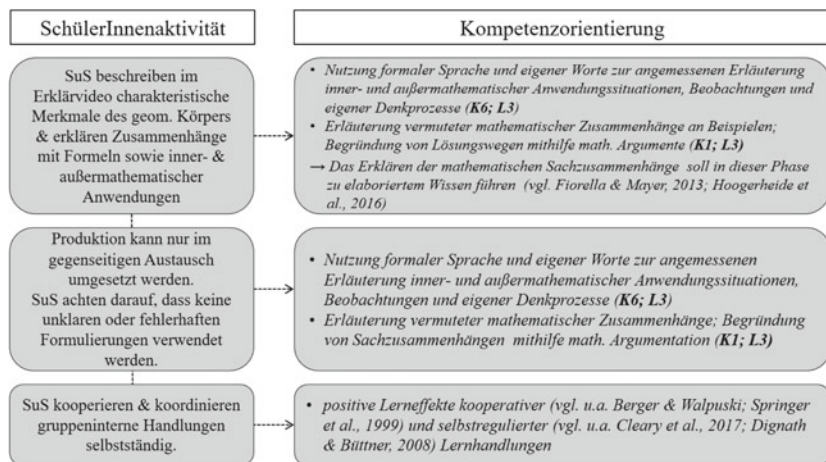 SchülerInnenaktivität
Kompetenzorientierung
SuS beschreiben im
Erklärvideo charakteristische
Merkmale des geom. Körpers
& erklären Zusammenhänge
mit Formeln sowie inner- &
außermathematischer
Anwendungen
• Nutzung formaler Sprache und eigener Worte zur angemessenen Erläuterung
inner- und außermathematischer Anwendungssituationen, Beobachtungen und
eigener Denkprozesse (K6; L3)
• Erläuterung vermuteter mathematischer Zusammenhänge an Beispielen;
Begründung von Lösungswegen mithilfe math. Argumente (K1; L3)
→ Das Erklären der mathematischen Sachzusammenhänge soll in dieser Phase
zu elaboriertem Wissen führen (vgl. Fiorella & Mayer, 2013; Hoogerheide et
al., 2016)
Produktion kann nur im
gegenseitigen Austausch
umgesetzt werden.
SuS achten darauf, dass keine
unklaren oder fehlerhaften
Formulierungen verwendet
werden.
• Nutzung formaler Sprache und eigener Worte zur angemessenen
Erläuterung inner- und außermathematischer Anwendungssituationen,
Beobachtungen und eigener Denkprozesse (K6; L3)
• Erläuterung vermuteter mathematischer Zusammenhänge; Begründung
von Sachzusammenhängen mithilfe math. Argumentation (K1; L3)
SuS kooperieren & koordinieren
gruppeninterne Handlungen
selbstständig.
• positive Lerneffekte kooperativer (vgl. u.a. Berger & Walpuski; Springer
et al., 1999) und selbstregulierter (vgl. u.a. Cleary et al., 2017; Dignath
& Büttner, 2008) Lernhandlungen